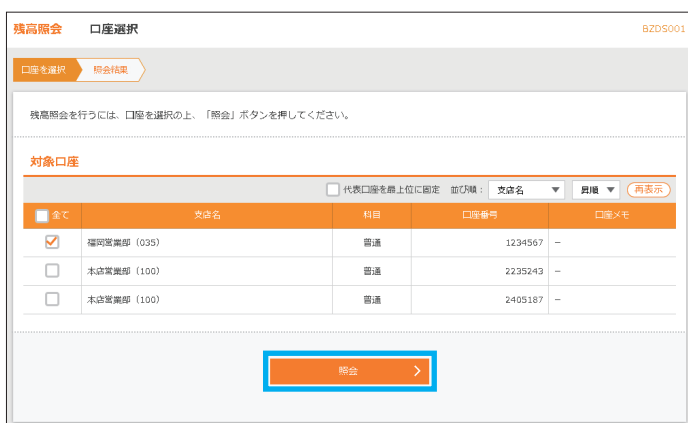 残高照会 口座選択 BZDS001
口座を選択 照会結果
残高照会を行うには、口座を選択の上、「照会」ボタンを押してください。
対象口座
代表口座を最上位に固定 並び順： 支店名 ▼ 昇順 ▼ 再表示
全て 支店名 科目 口座番号 口座メモ
福岡営業部（035） 普通 1234567 －
本店営業部（100） 普通 2235243 －
本店営業部（100） 普通 2405187 －
照会